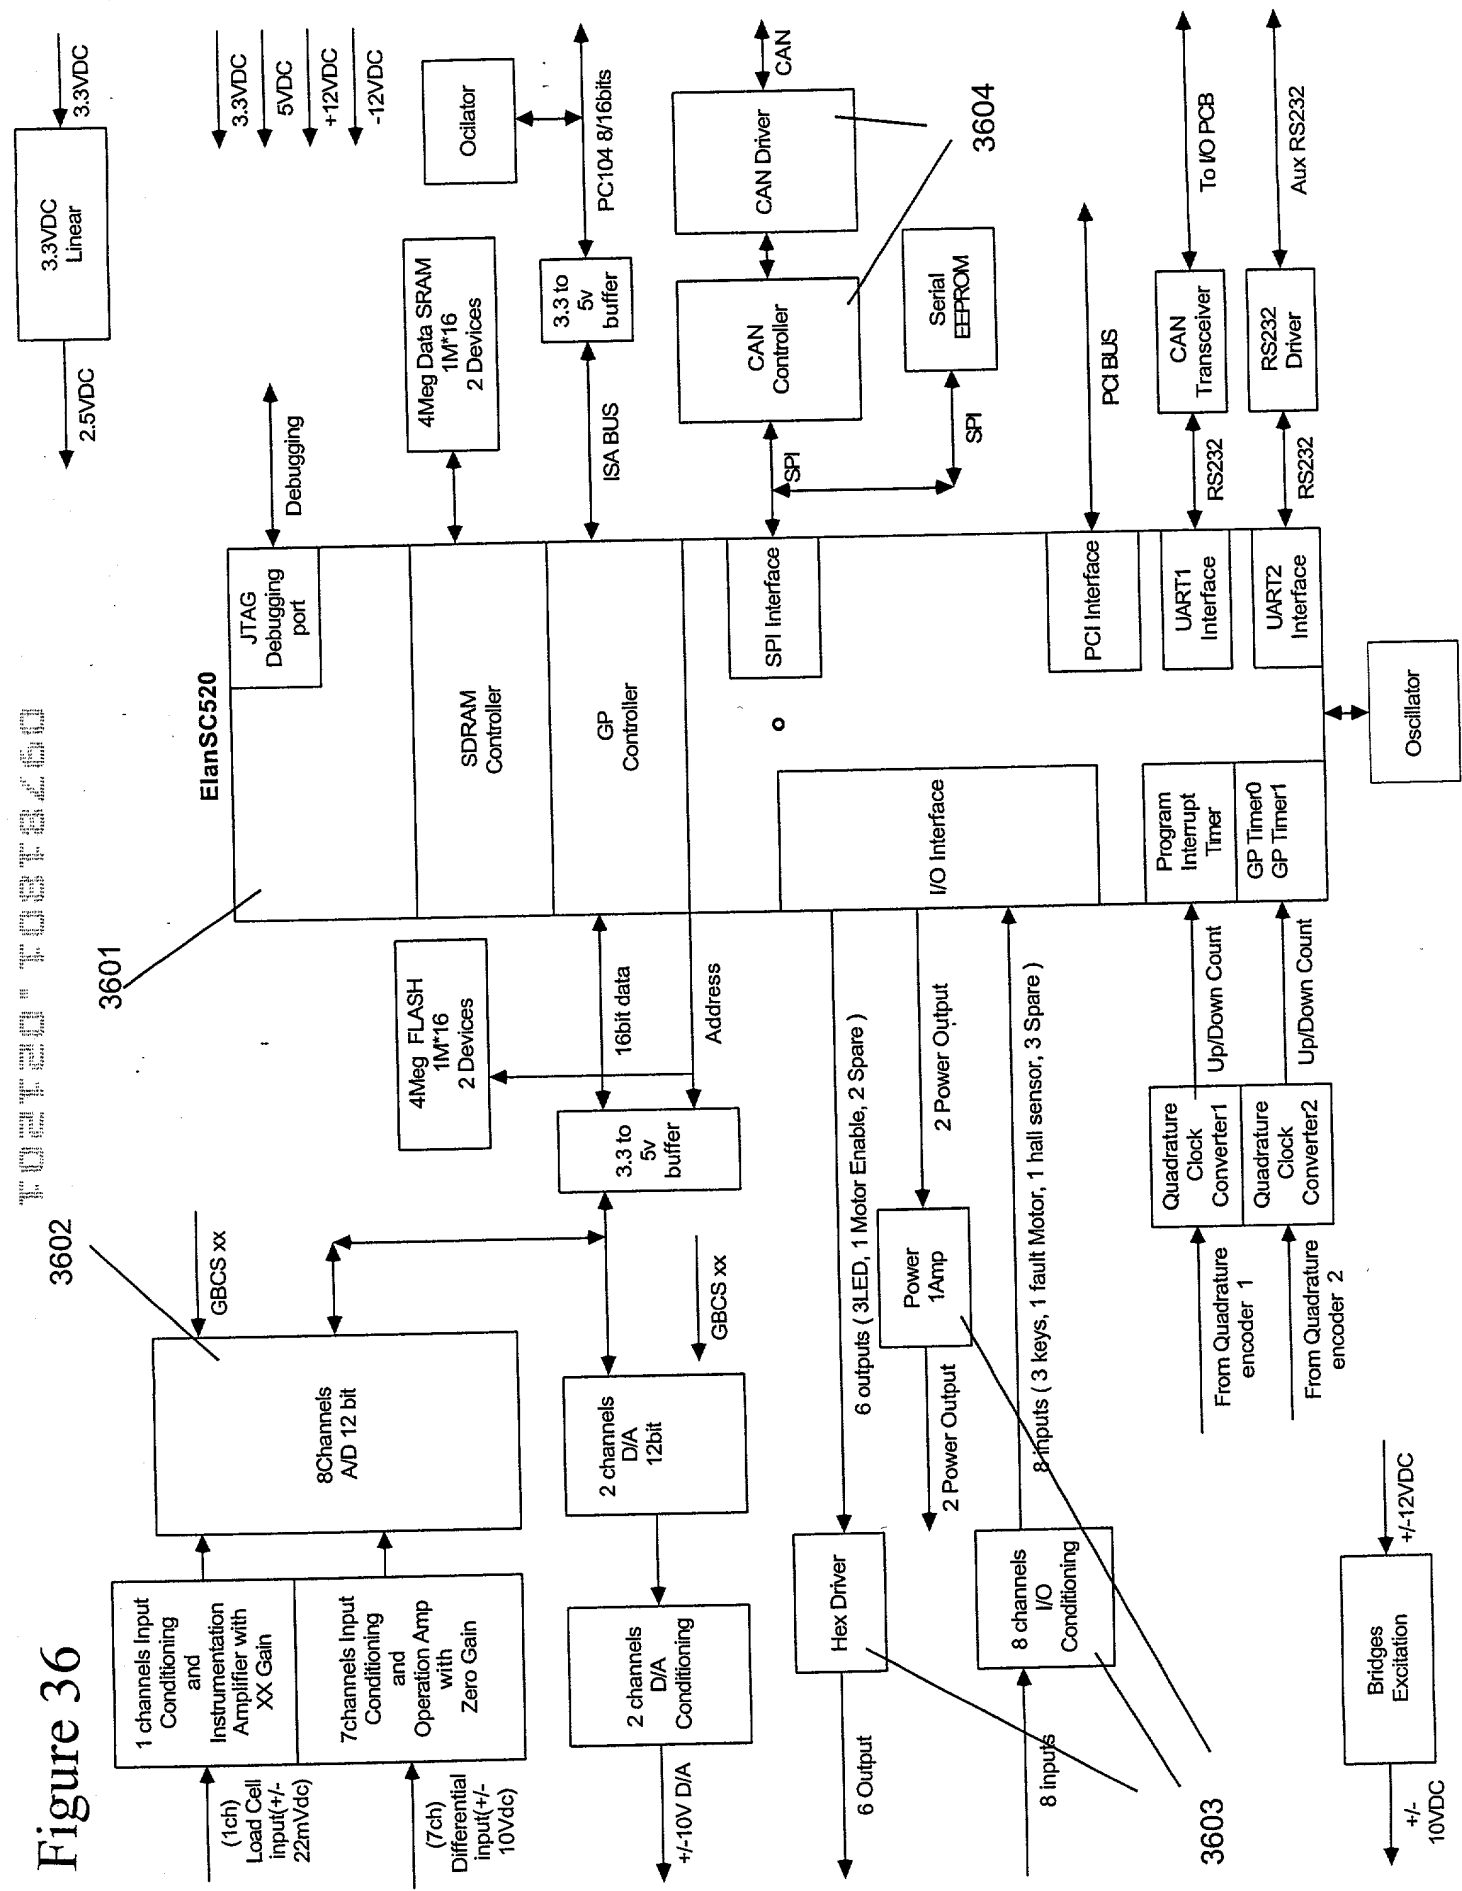 Figure 36
3602
3601
3603
3604
ElanSC520
1 channels Input
Conditioning
and
Instrumentation
Amplifier with
XX Gain
7channels Input
Conditioning
and
Operation Amp
with
Zero Gain
(1ch)
Load Cell
input(+/-
22mVdc)
(7ch)
Differential
input(+/-
10Vdc)
8Channels
A/D 12 bit
GBCS xx
2 channels
D/A
12bit
GBCS xx
2 channels
D/A
Conditioning
+/-10V D/A
3.3 to
5v
buffer
4Meg FLASH
1M*16
2 Devices
16bit data
Address
Hex Driver
6 Output
6 outputs ( 3LED, 1 Motor Enable, 2 Spare )
Power
1Amp
2 Power Output
2 Power Output
8 channels
I/O
Conditioning
8 inputs
8 inputs ( 3 keys, 1 fault Motor, 1 hall sensor, 3 Spare )
Quadrature
Clock
Converter1
Quadrature
Clock
Converter2
From Quadrature
encoder 1
From Quadrature
encoder 2
Up/Down Count
Up/Down Count
Bridges
Excitation
+/-12VDC
+/-
10VDC
JTAG
Debugging
port
SDRAM
Controller
GP
Controller
SPI Interface
I/O Interface
PCI Interface
Program
Interrupt
Timer
GP Timer0
GP Timer1
UART1
Interface
UART2
Interface
Oscillator
Debugging
4Meg Data SRAM
1M*16
2 Devices
ISA BUS
3.3 to
5v
buffer
PC104 8/16bits
Ocilator
SPI
CAN
Controller
CAN Driver
CAN
SPI
Serial
EEPROM
PCI BUS
RS232
CAN
Transceiver
To I/O PCB
RS232
RS232
Driver
Aux RS232
3.3VDC
Linear
3.3VDC
2.5VDC
3.3VDC
5VDC
+12VDC
-12VDC